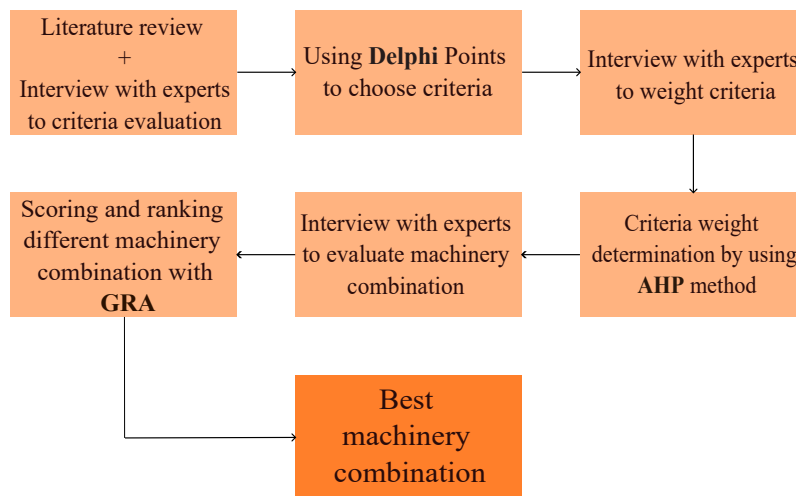 Literature review
+
Interview with experts
to criteria evaluation
Using Delphi Points
to choose criteria
Interview with experts
to weight criteria
Criteria weight
determination by using
AHP method
Interview with experts
to evaluate machinery
combination
Scoring and ranking
different machinery
combination with
GRA
Best
machinery
combination